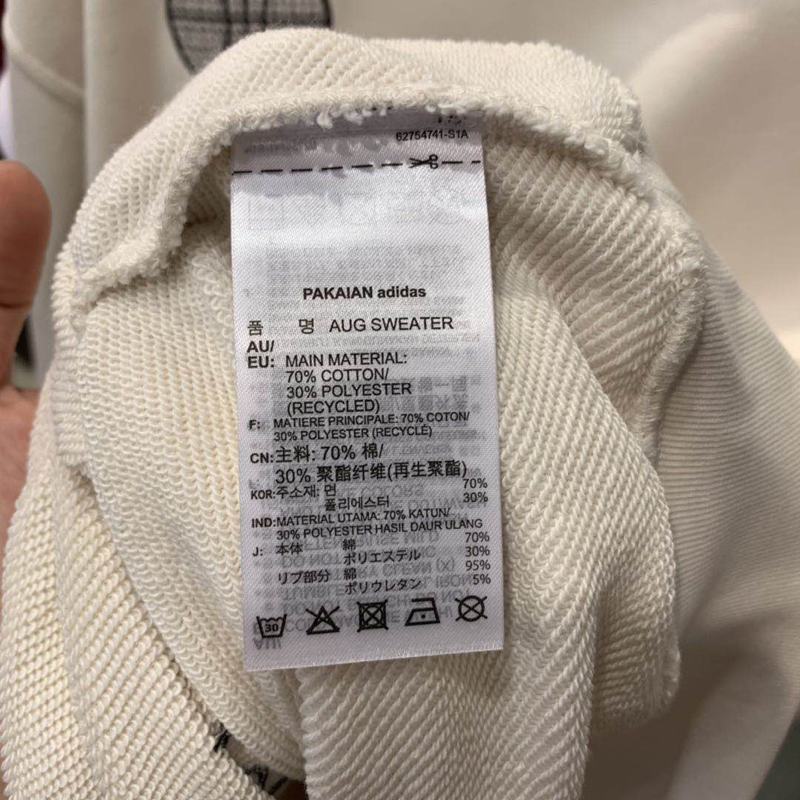 62754741-S1A
PAKAIAN adidas
품 명 AUG SWEATER
AU/
EU: MAIN MATERIAL:
70% COTTON/
30% POLYESTER
(RECYCLED)
F: MATIERE PRINCIPALE: 70% COTON/
30% POLYESTER (RECYCLÉ)
CN: 主料: 70% 棉/
30% 聚酯纤维(再生聚酯)
KOR: 주소재: 면 70%
폴리에스터 30%
IND: MATERIAL UTAMA: 70% KATUN/
30% POLYESTER HASIL DAUR ULANG
J: 本体 綿 70%
ポリエステル 30%
リブ部分 綿 95%
ポリウレタン 5%
30